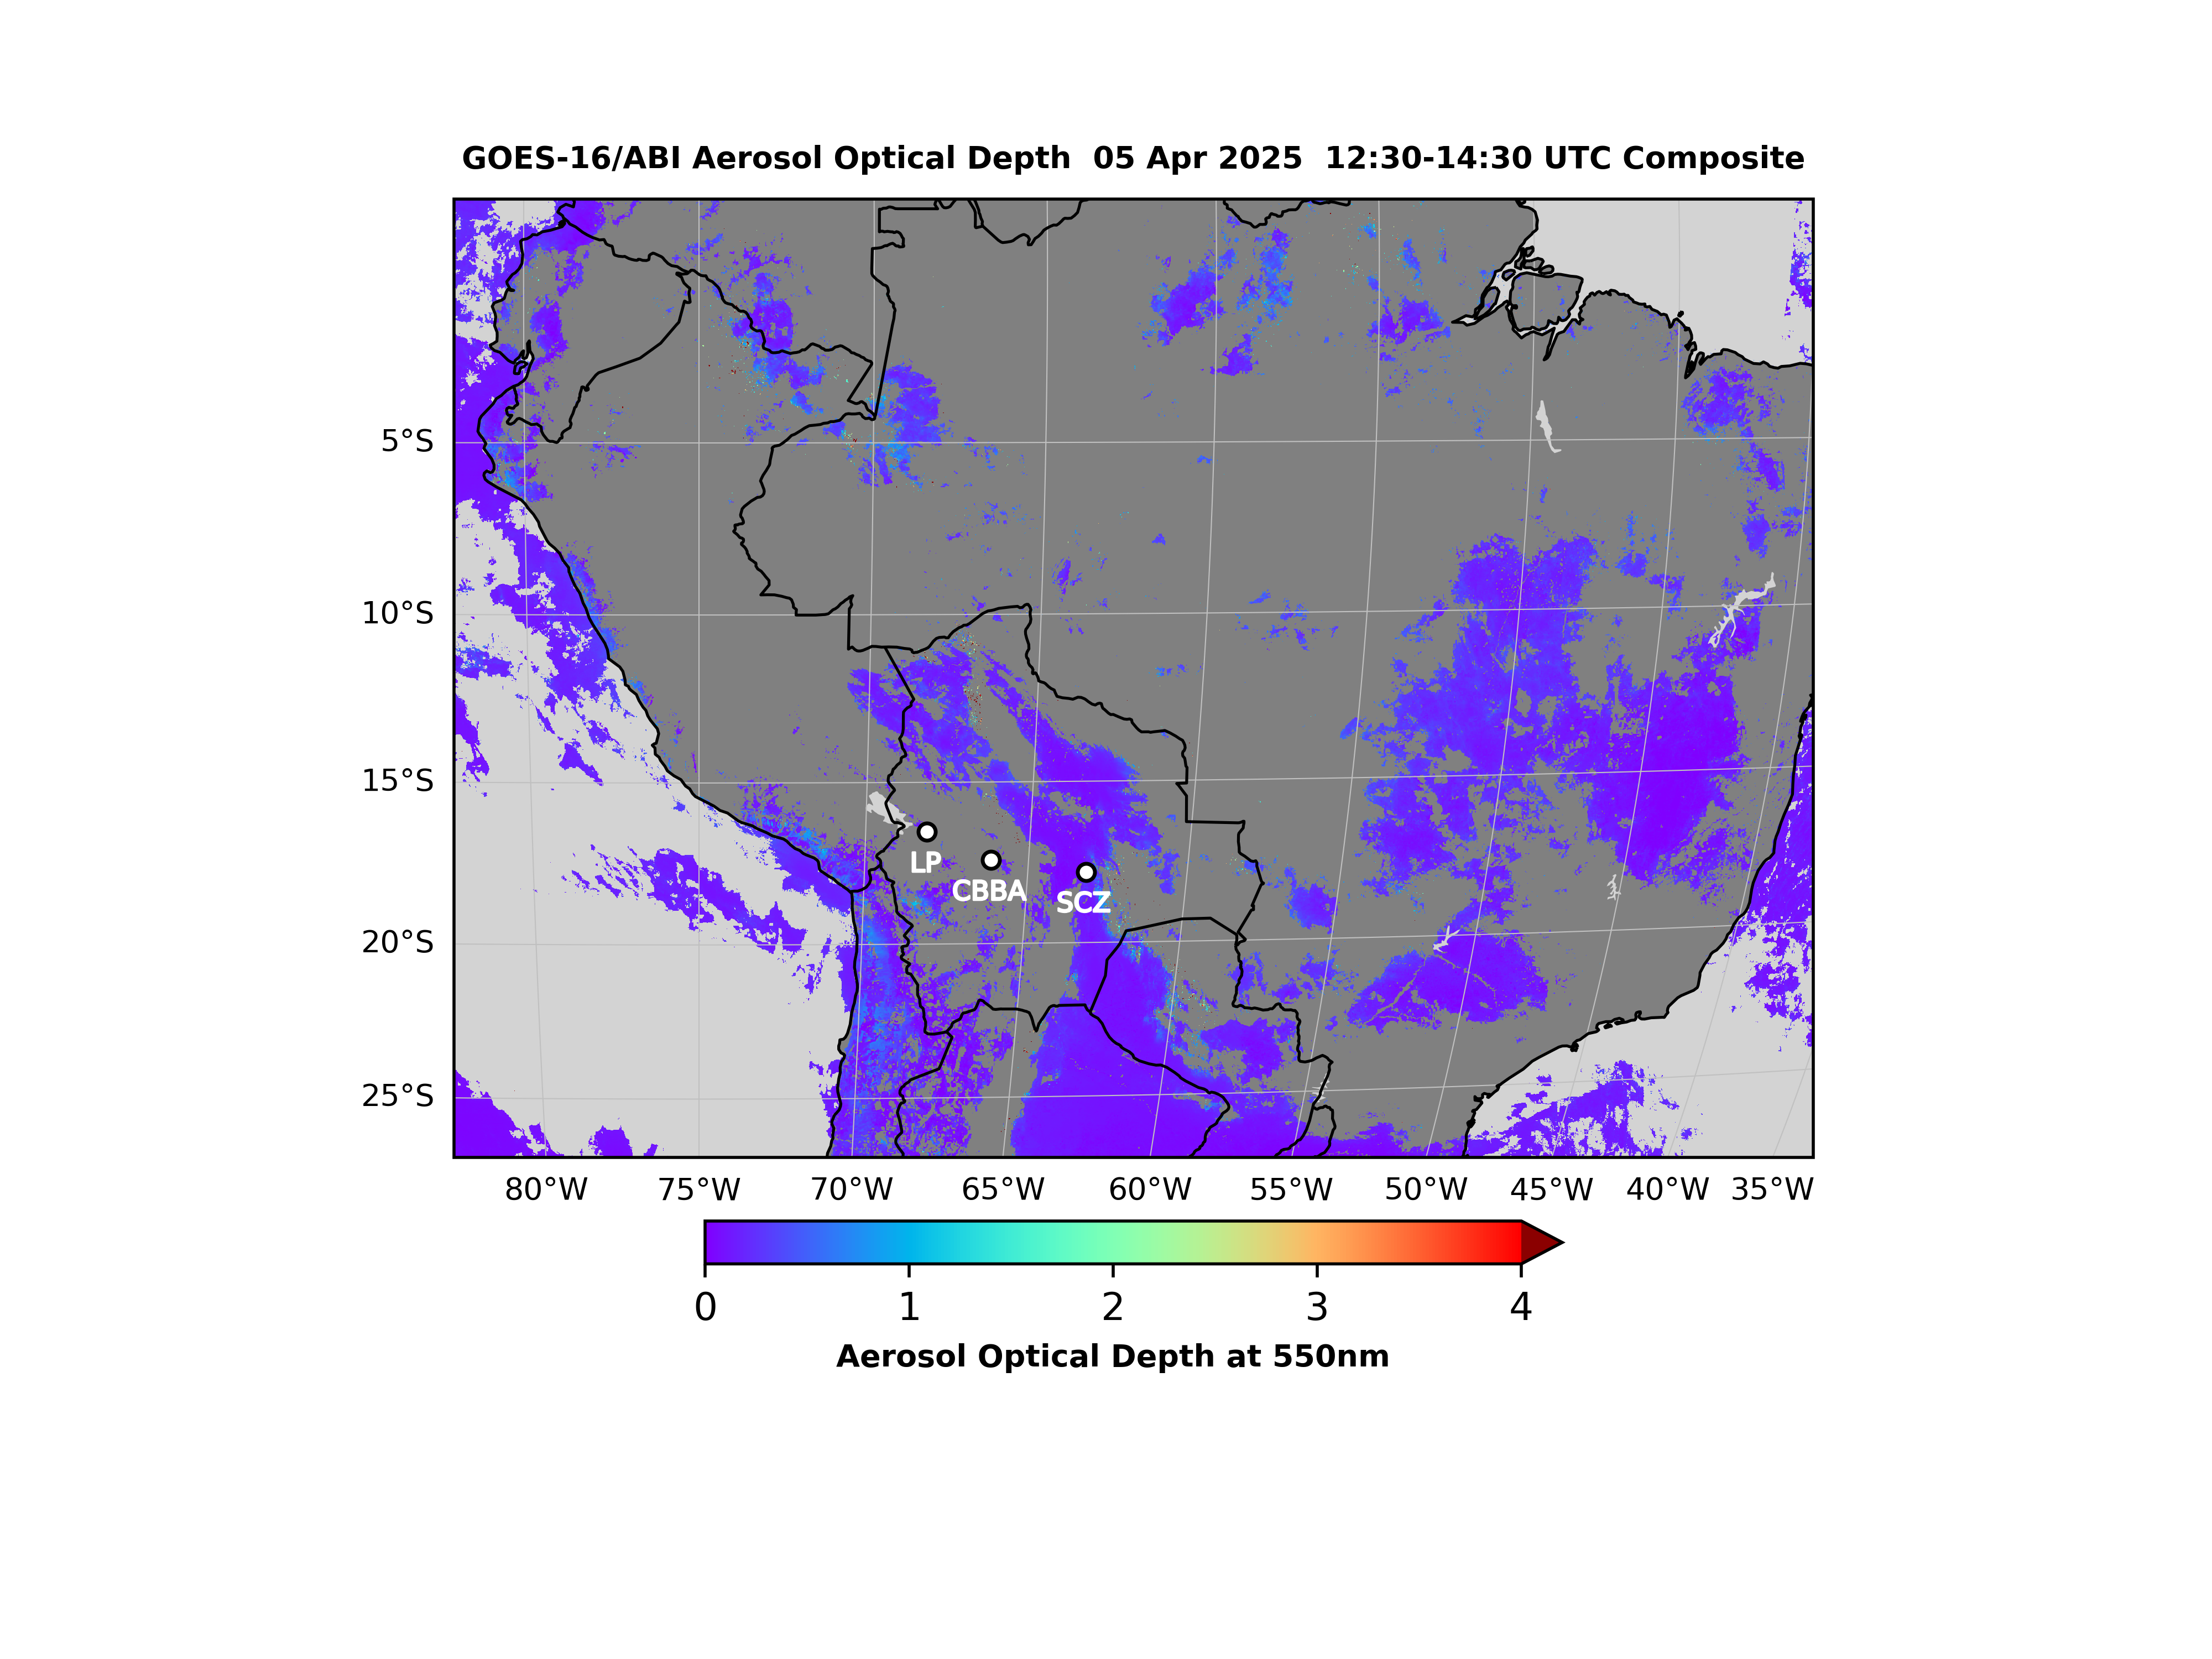 GOES-16/ABI Aerosol Optical Depth  05 Apr 2025  12:30-14:30 UTC Composite
5°S
10°S
15°S
LP
CBBA
SCZ
20°S
25°S
80°W 75°W 70°W 65°W 60°W 55°W 50°W 45°W 40°W 35°W
0 1 2 3 4
Aerosol Optical Depth at 550nm